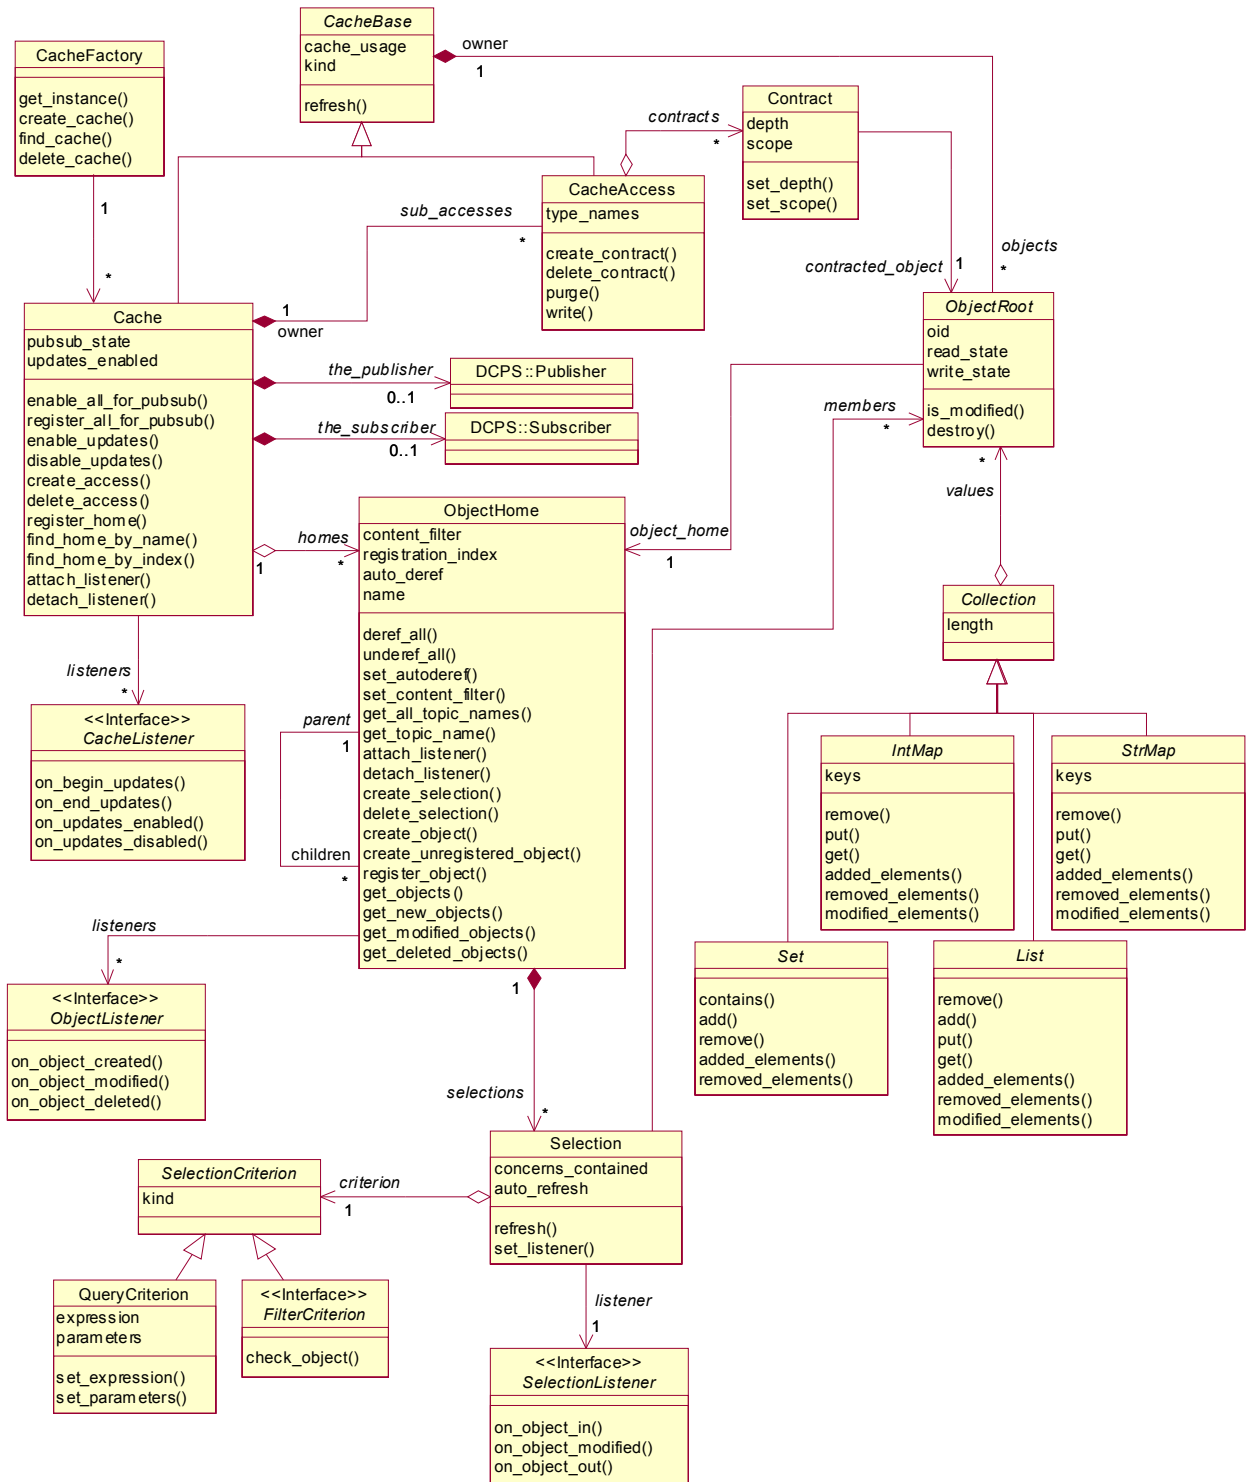 CacheBase
cache_usage
kind
refresh()
owner
1
CacheFactory
get_instance()
create_cache()
find_cache()
delete_cache()
1
*
contracts
*
Contract
depth
scope
set_depth()
set_scope()
CacheAccess
type_names
create_contract()
delete_contract()
purge()
write()
sub_accesses
*
1
owner
objects
*
contracted_object
1
Cache
pubsub_state
updates_enabled
enable_all_for_pubsub()
register_all_for_pubsub()
enable_updates()
disable_updates()
create_access()
delete_access()
register_home()
find_home_by_name()
find_home_by_index()
attach_listener()
detach_listener()
the_publisher
0..1
DCPS::Publisher
the_subscriber
0..1
DCPS::Subscriber
ObjectRoot
oid
read_state
write_state
is_modified()
destroy()
members
*
*
values
homes
1
*
object_home
1
ObjectHome
content_filter
registration_index
auto_deref
name
deref_all()
underef_all()
set_autoderef()
set_content_filter()
get_all_topic_names()
get_topic_name()
attach_listener()
detach_listener()
create_selection()
delete_selection()
create_object()
create_unregistered_object()
register_object()
get_objects()
get_new_objects()
get_modified_objects()
get_deleted_objects()
parent
1
children
*
Collection
length
listeners
*
<<Interface>>
CacheListener
on_begin_updates()
on_end_updates()
on_updates_enabled()
on_updates_disabled()
IntMap
keys
remove()
put()
get()
added_elements()
removed_elements()
modified_elements()
StrMap
keys
remove()
put()
get()
added_elements()
removed_elements()
modified_elements()
listeners
*
<<Interface>>
ObjectListener
on_object_created()
on_object_modified()
on_object_deleted()
Set
contains()
add()
remove()
added_elements()
removed_elements()
List
remove()
add()
put()
get()
added_elements()
removed_elements()
modified_elements()
1
selections
*
Selection
concerns_contained
auto_refresh
refresh()
set_listener()
criterion
1
SelectionCriterion
kind
QueryCriterion
expression
parameters
set_expression()
set_parameters()
<<Interface>>
FilterCriterion
check_object()
listener
1
<<Interface>>
SelectionListener
on_object_in()
on_object_modified()
on_object_out()